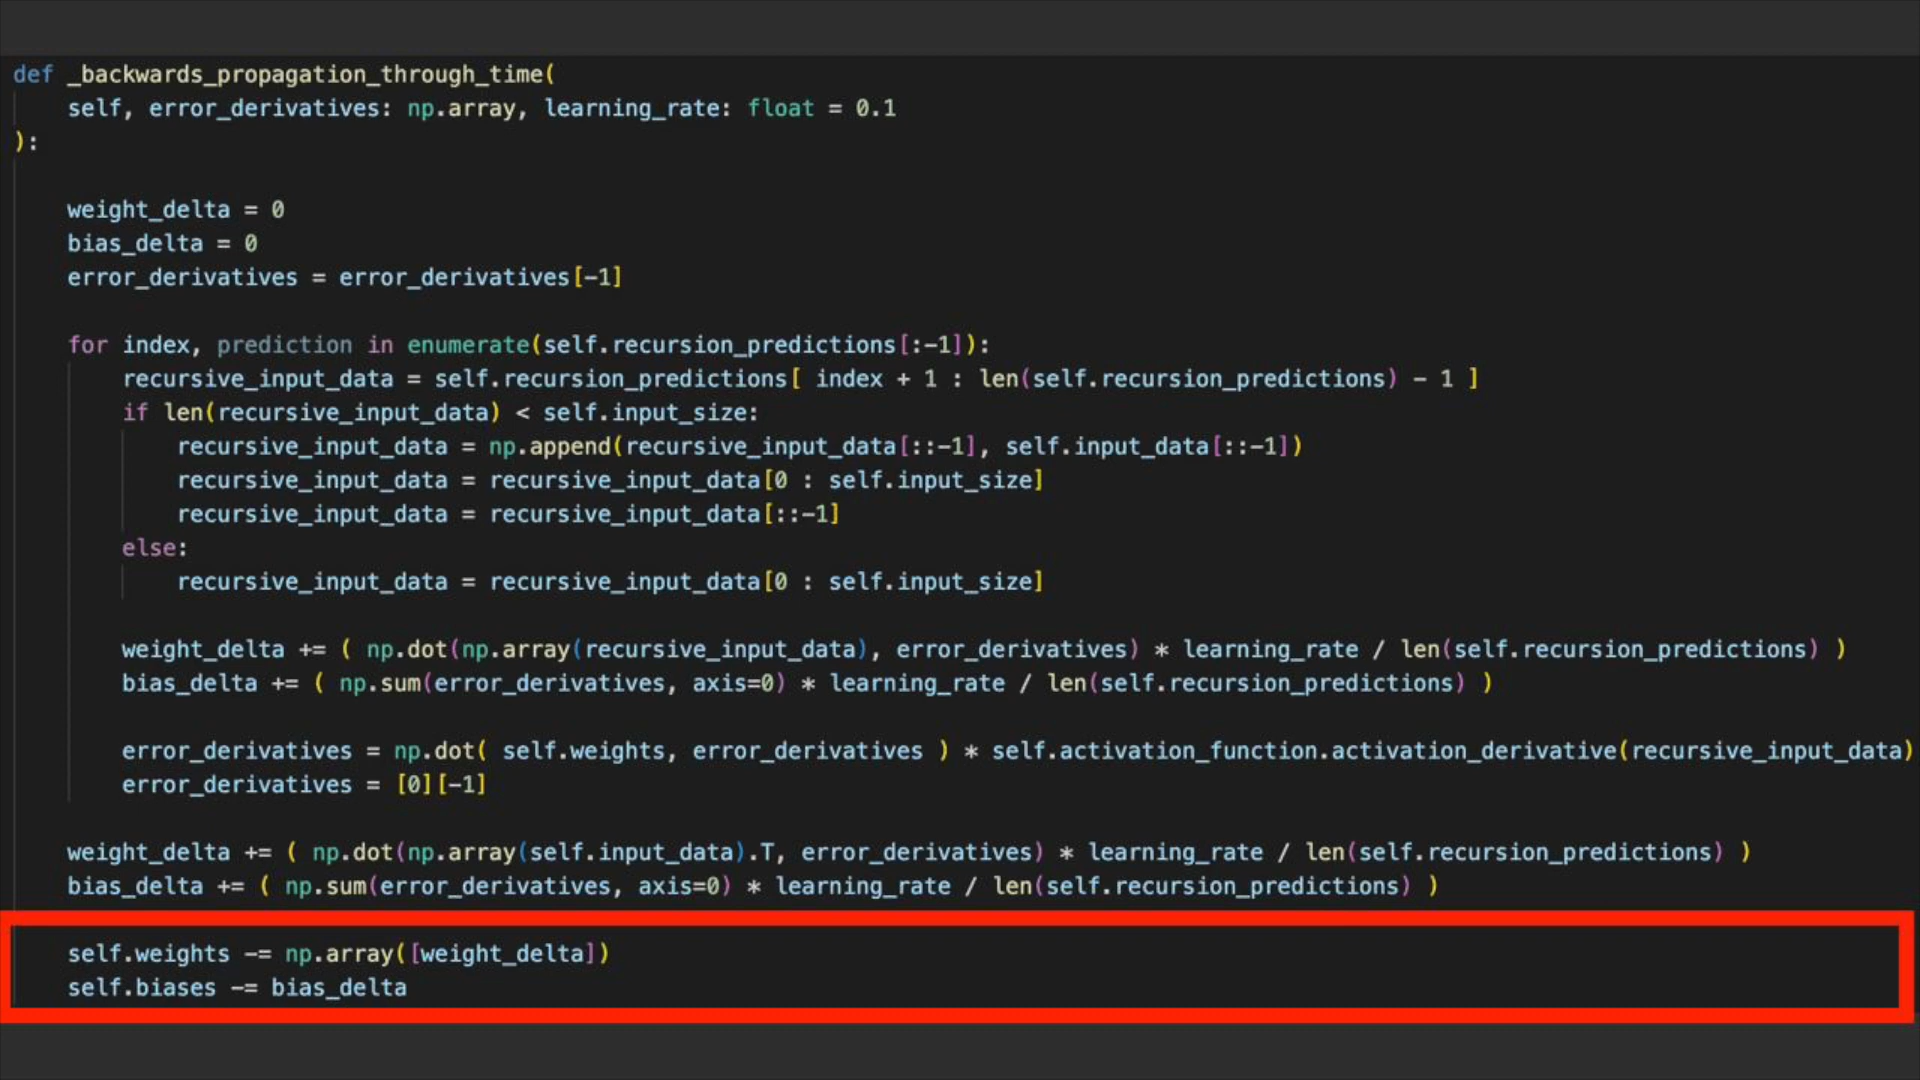 def _backwards_propagation_through_time(
    self, error_derivatives: np.array, learning_rate: float = 0.1
):
    weight_delta = 0
    bias_delta = 0
    error_derivatives = error_derivatives[-1]
    for index, prediction in enumerate(self.recursion_predictions[:-1]):
        recursive_input_data = self.recursion_predictions[ index + 1 : len(self.recursion_predictions) - 1 ]
        if len(recursive_input_data) < self.input_size:
            recursive_input_data = np.append(recursive_input_data[::-1], self.input_data[::-1])
            recursive_input_data = recursive_input_data[0 : self.input_size]
            recursive_input_data = recursive_input_data[::-1]
        else:
            recursive_input_data = recursive_input_data[0 : self.input_size]
        weight_delta += ( np.dot(np.array(recursive_input_data), error_derivatives) * learning_rate / len(self.recursion_predictions) )
        bias_delta += ( np.sum(error_derivatives, axis=0) * learning_rate / len(self.recursion_predictions) )
        error_derivatives = np.dot( self.weights, error_derivatives ) * self.activation_function.activation_derivative(recursive_input_data)
        error_derivatives = [0][-1]
    weight_delta += ( np.dot(np.array(self.input_data).T, error_derivatives) * learning_rate / len(self.recursion_predictions) )
    bias_delta += ( np.sum(error_derivatives, axis=0) * learning_rate / len(self.recursion_predictions) )
    self.weights -= np.array([weight_delta])
    self.biases -= bias_delta